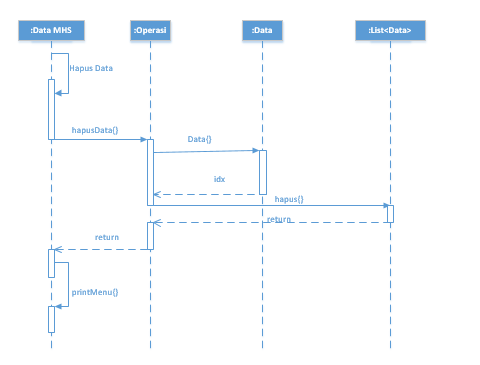 :Data MHS
:Operasi
:Data
:List<Data>
Hapus Data
hapusData()
Data()
idx
hapus()
return
return
printMenu()